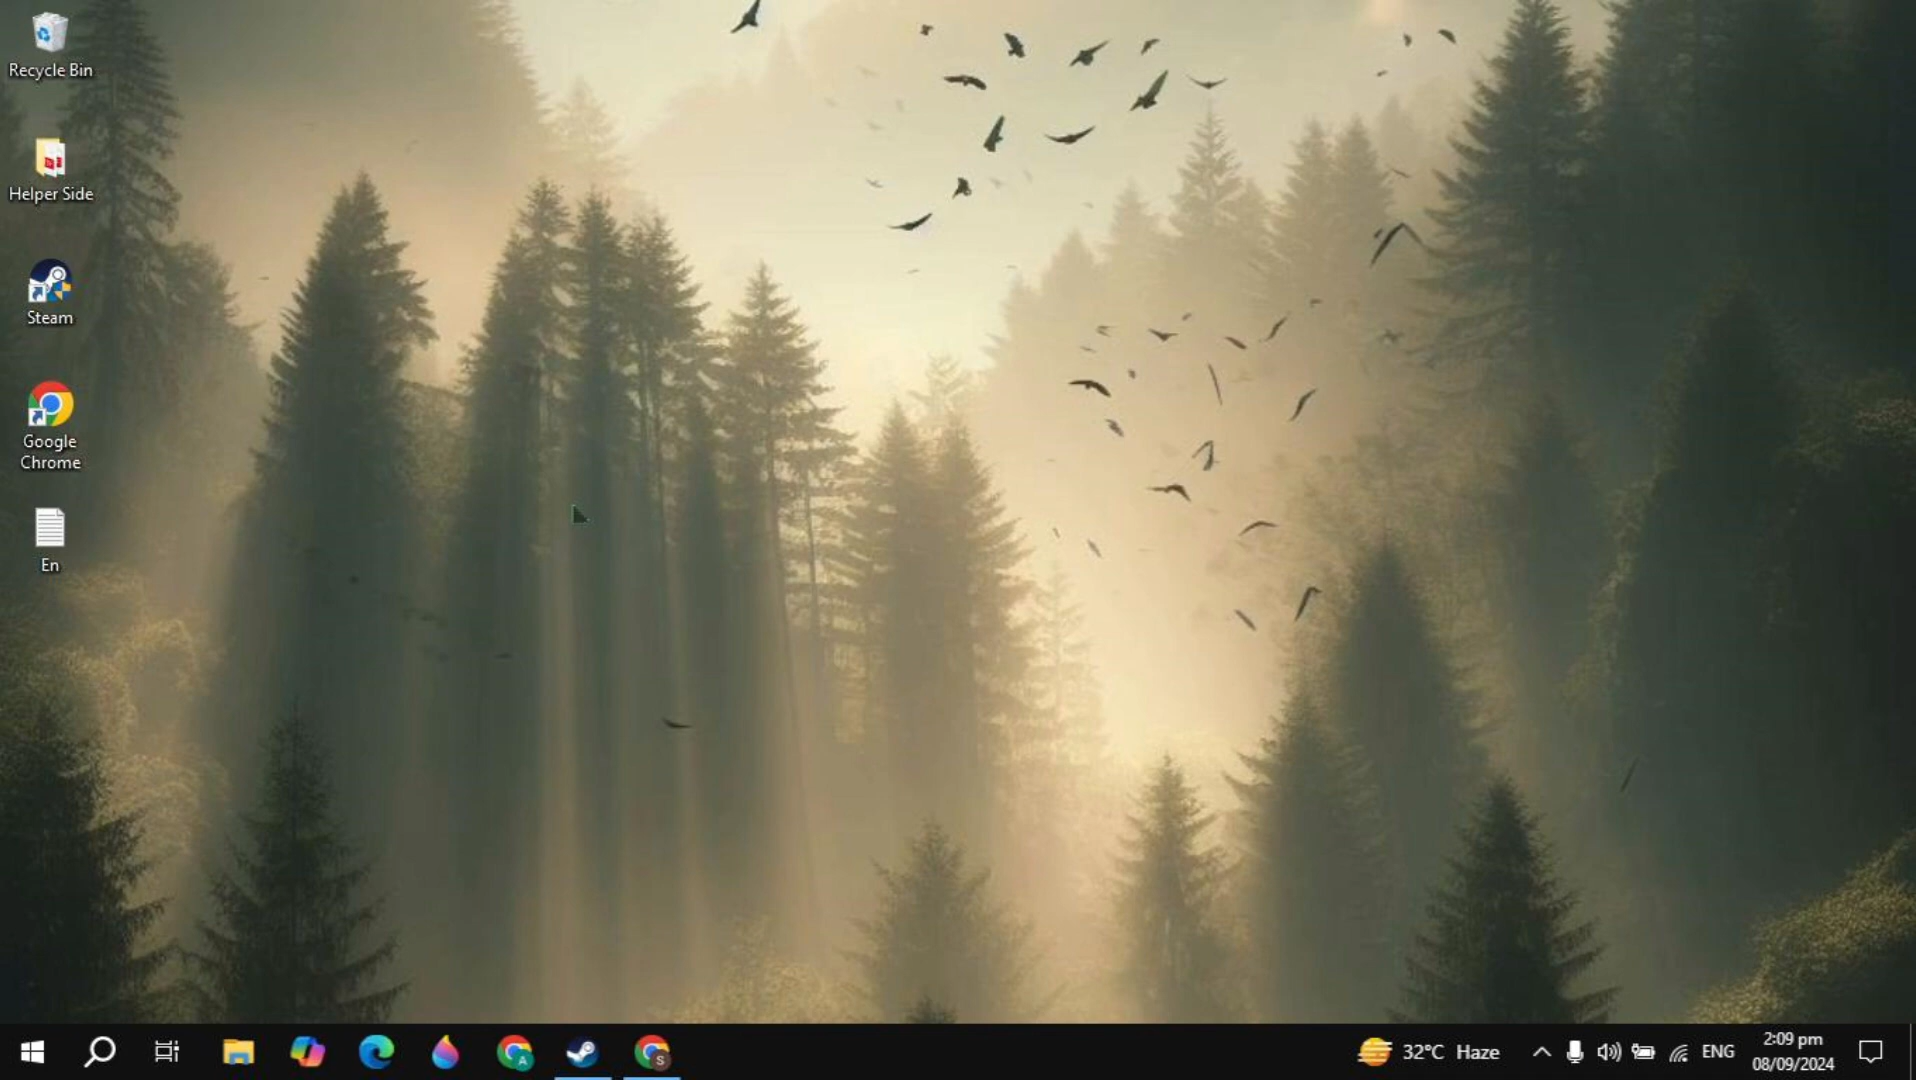 Recycle Bin
Helper Side
Steam
Google
Chrome
En
A
S
32°C Haze
ENG
2:09 pm
08/09/2024